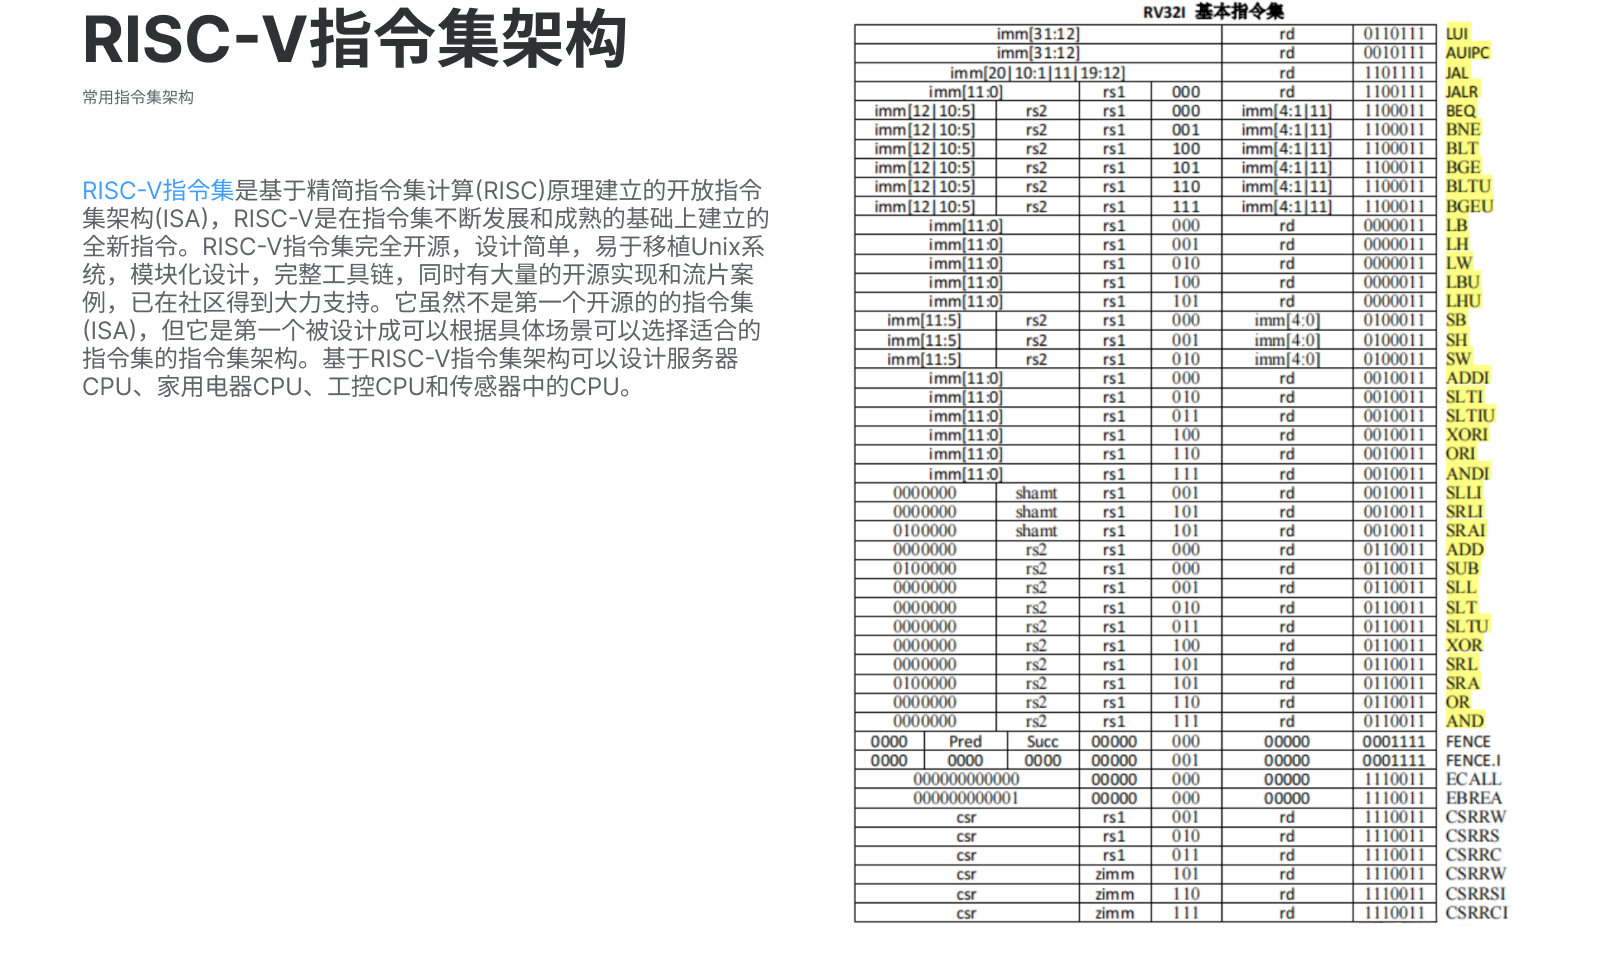 RISC-V指令集架构
常用指令集架构
RISC-V指令集是基于精简指令集计算(RISC)原理建立的开放指令
集架构(ISA)，RISC-V是在指令集不断发展和成熟的基础上建立的
全新指令。RISC-V指令集完全开源，设计简单，易于移植Unix系
统，模块化设计，完整工具链，同时有大量的开源实现和流片案
例，已在社区得到大力支持。它虽然不是第一个开源的的指令集
(ISA)，但它是第一个被设计成可以根据具体场景可以选择适合的
指令集的指令集架构。基于RISC-V指令集架构可以设计服务器
CPU、家用电器CPU、工控CPU和传感器中的CPU。
RV32I 基本指令集
imm[31:12] rd 0110111 LUI
imm[31:12] rd 0010111 AUIPC
imm[20|10:1|11|19:12] rd 1101111 JAL
imm[11:0] rs1 000 rd 1100111 JALR
imm[12|10:5] rs2 rs1 000 imm[4:1|11] 1100011 BEQ
imm[12|10:5] rs2 rs1 001 imm[4:1|11] 1100011 BNE
imm[12|10:5] rs2 rs1 100 imm[4:1|11] 1100011 BLT
imm[12|10:5] rs2 rs1 101 imm[4:1|11] 1100011 BGE
imm[12|10:5] rs2 rs1 110 imm[4:1|11] 1100011 BLTU
imm[12|10:5] rs2 rs1 111 imm[4:1|11] 1100011 BGEU
imm[11:0] rs1 000 rd 0000011 LB
imm[11:0] rs1 001 rd 0000011 LH
imm[11:0] rs1 010 rd 0000011 LW
imm[11:0] rs1 100 rd 0000011 LBU
imm[11:0] rs1 101 rd 0000011 LHU
imm[11:5] rs2 rs1 000 imm[4:0] 0100011 SB
imm[11:5] rs2 rs1 001 imm[4:0] 0100011 SH
imm[11:5] rs2 rs1 010 imm[4:0] 0100011 SW
imm[11:0] rs1 000 rd 0010011 ADDI
imm[11:0] rs1 010 rd 0010011 SLTI
imm[11:0] rs1 011 rd 0010011 SLTIU
imm[11:0] rs1 100 rd 0010011 XORI
imm[11:0] rs1 110 rd 0010011 ORI
imm[11:0] rs1 111 rd 0010011 ANDI
0000000 shamt rs1 001 rd 0010011 SLLI
0000000 shamt rs1 101 rd 0010011 SRLI
0100000 shamt rs1 101 rd 0010011 SRAI
0000000 rs2 rs1 000 rd 0110011 ADD
0100000 rs2 rs1 000 rd 0110011 SUB
0000000 rs2 rs1 001 rd 0110011 SLL
0000000 rs2 rs1 010 rd 0110011 SLT
0000000 rs2 rs1 011 rd 0110011 SLTU
0000000 rs2 rs1 100 rd 0110011 XOR
0000000 rs2 rs1 101 rd 0110011 SRL
0100000 rs2 rs1 101 rd 0110011 SRA
0000000 rs2 rs1 110 rd 0110011 OR
0000000 rs2 rs1 111 rd 0110011 AND
0000 Pred Succ 00000 000 00000 0001111 FENCE
0000 0000 0000 00000 001 00000 0001111 FENCE.I
000000000000 00000 000 00000 1110011 ECALL
000000000001 00000 000 00000 1110011 EBREA
csr rs1 001 rd 1110011 CSRRW
csr rs1 010 rd 1110011 CSRRS
csr rs1 011 rd 1110011 CSRRC
csr zimm 101 rd 1110011 CSRRW
csr zimm 110 rd 1110011 CSRRSI
csr zimm 111 rd 1110011 CSRRCI